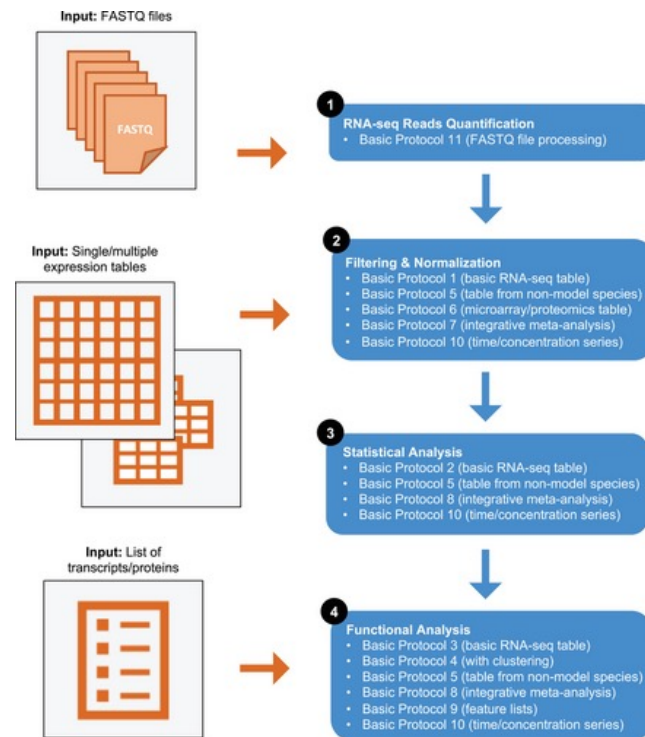 Input: FASTQ files
FASTQ
1
RNA-seq Reads Quantification
• Basic Protocol 11 (FASTQ file processing)
Input: Single/multiple
expression tables
2
Filtering & Normalization
• Basic Protocol 1 (basic RNA-seq table)
• Basic Protocol 5 (table from non-model species)
• Basic Protocol 6 (microarray/proteomics table)
• Basic Protocol 7 (integrative meta-analysis)
• Basic Protocol 10 (time/concentration series)
3
Statistical Analysis
• Basic Protocol 2 (basic RNA-seq table)
• Basic Protocol 5 (table from non-model species)
• Basic Protocol 8 (integrative meta-analysis)
• Basic Protocol 10 (time/concentration series)
Input: List of
transcripts/proteins
4
Functional Analysis
• Basic Protocol 3 (basic RNA-seq table)
• Basic Protocol 4 (with clustering)
• Basic Protocol 5 (table from non-model species)
• Basic Protocol 8 (integrative meta-analysis)
• Basic Protocol 9 (feature lists)
• Basic Protocol 10 (time/concentration series)